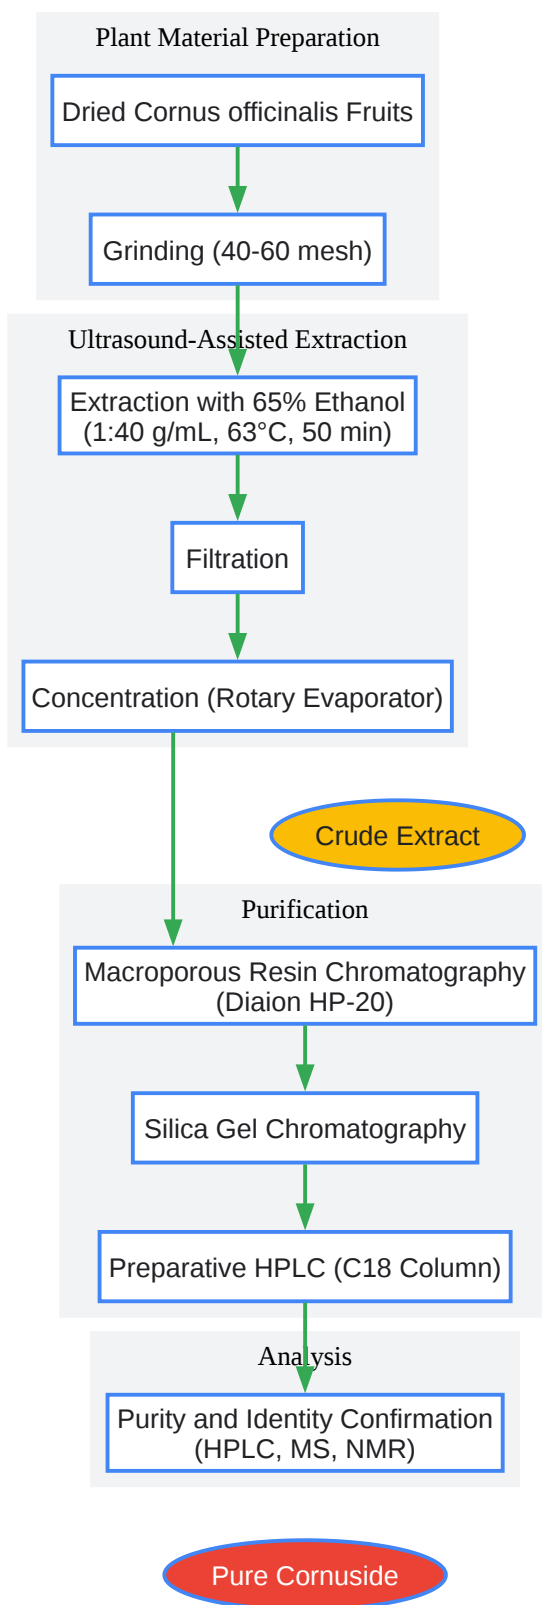 Plant Material Preparation
Dried Cornus officinalis Fruits
Grinding (40-60 mesh)
Ultrasound-Assisted Extraction
Extraction with 65% Ethanol
(1:40 g/mL, 63°C, 50 min)
Filtration
Concentration (Rotary Evaporator)
Crude Extract
Purification
Macroporous Resin Chromatography
(Diaion HP-20)
Silica Gel Chromatography
Preparative HPLC (C18 Column)
Analysis
Purity and Identity Confirmation
(HPLC, MS, NMR)
Pure Cornuside